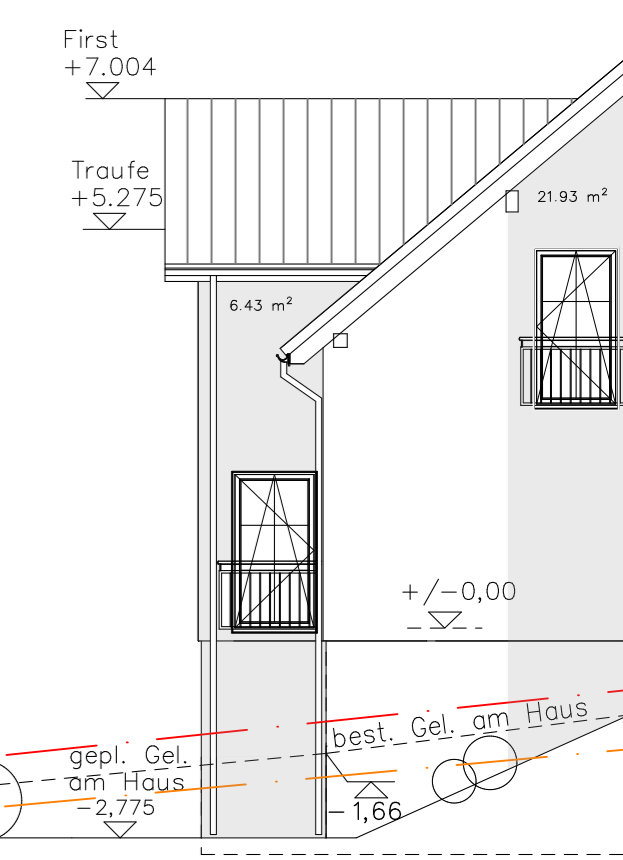 First
+7.004
Traufe
+5.275
21.93 m²
6.43 m²
+/-0,00
best. Gel. am Haus
gepl. Gel.
am Haus
-2,775
-1,66